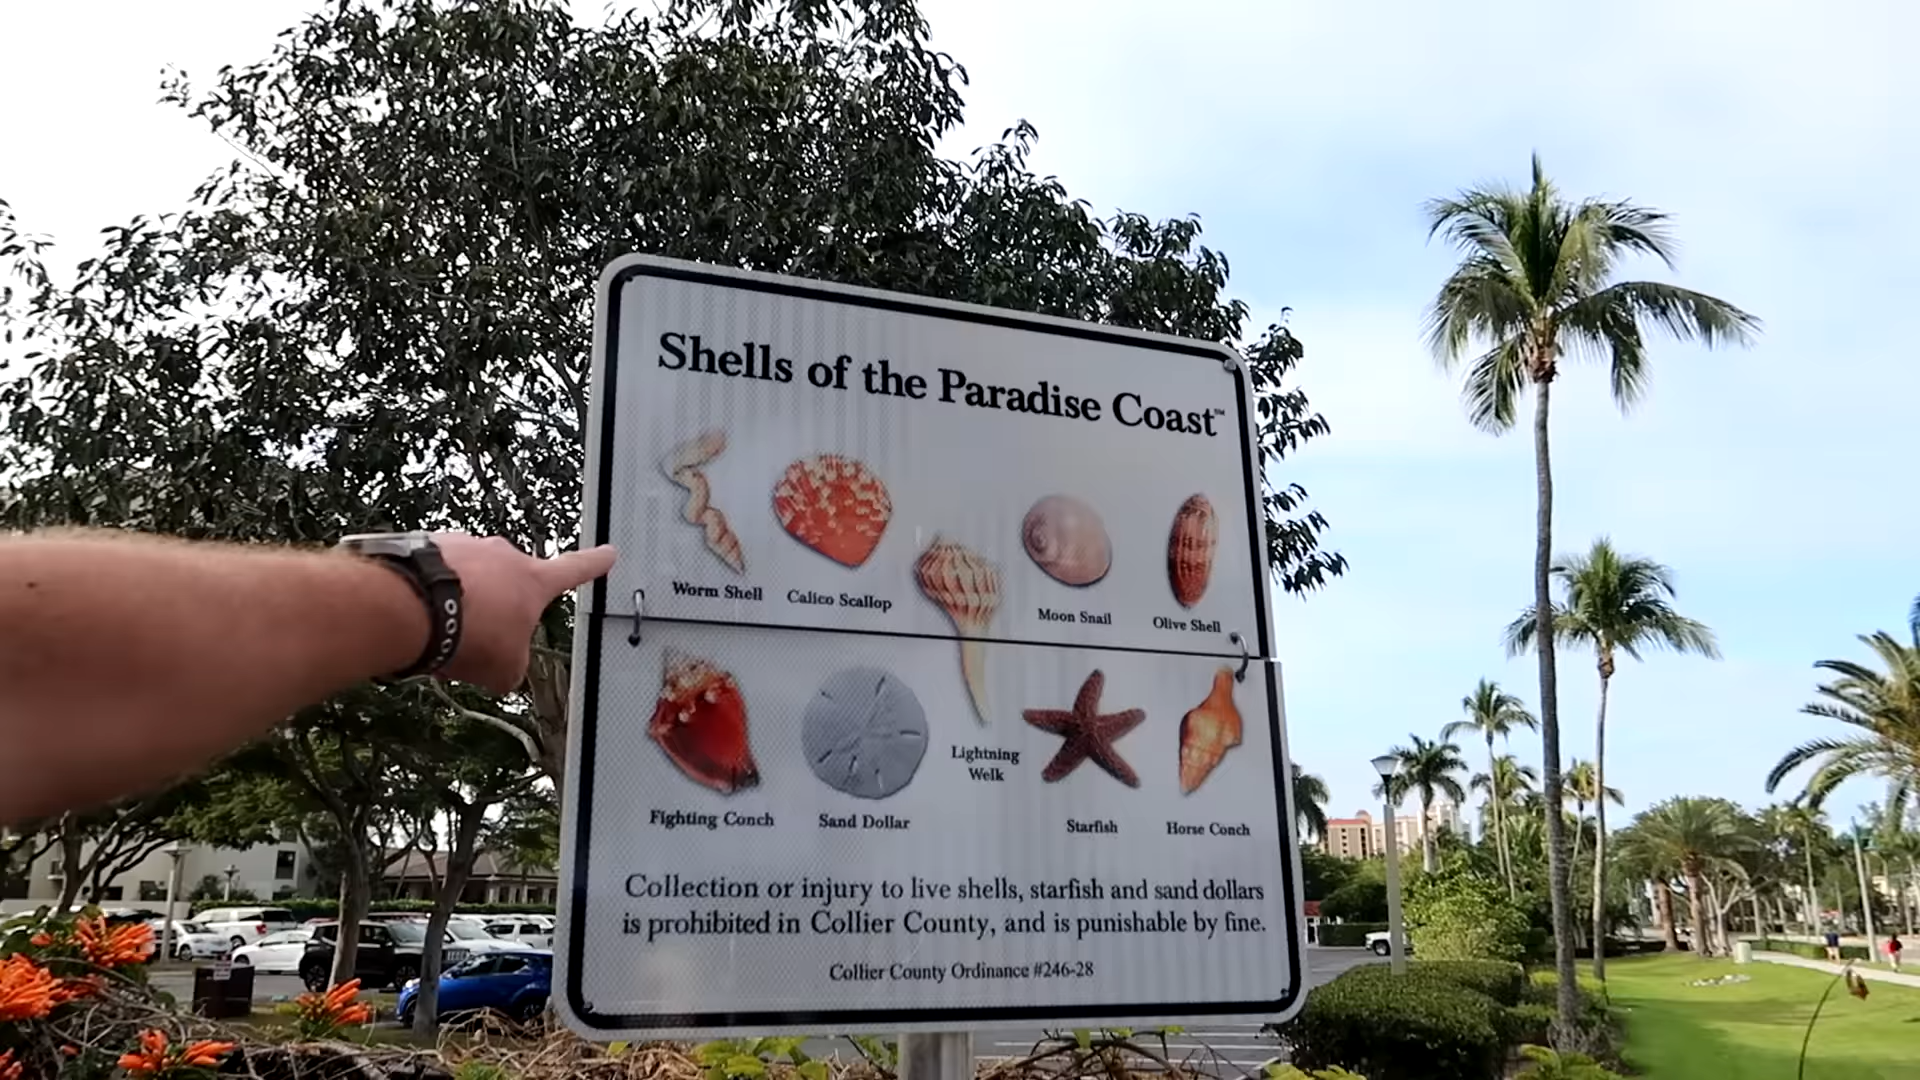 Shells of the Paradise Coast℠
Worm Shell
Calico Scallop
Moon Snail
Olive Shell
Fighting Conch
Sand Dollar
Lightning
Welk
Starfish
Horse Conch
Collection or injury to live shells, starfish and sand dollars
is prohibited in Collier County, and is punishable by fine.
Collier County Ordinance #246-28